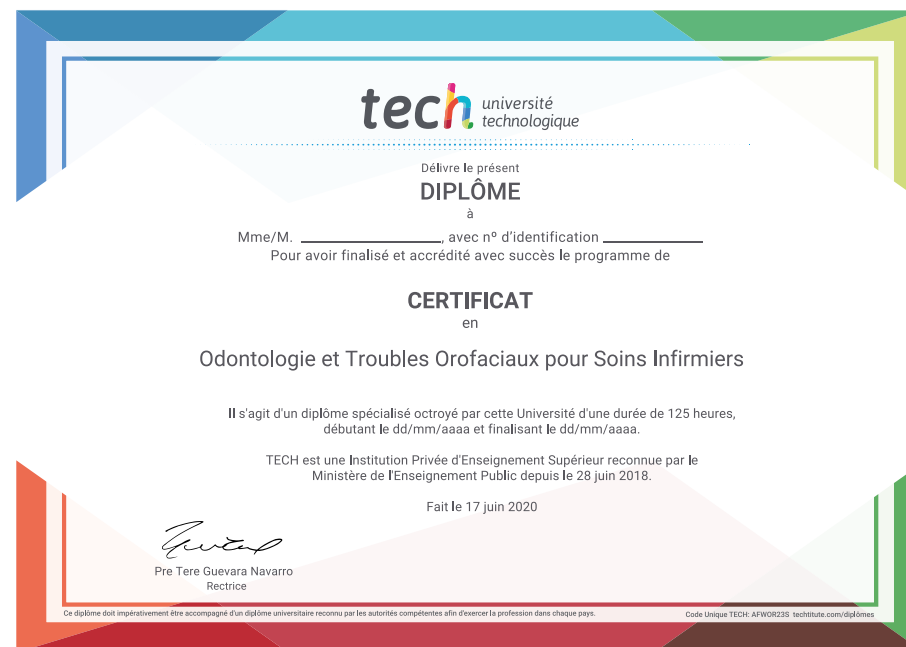 tech université
technologique
Délivre le présent
DIPLÔME
à
Mme/M. ____________________, avec nº d'identification ______________
Pour avoir finalisé et accrédité avec succès le programme de
CERTIFICAT
en
Odontologie et Troubles Orofaciaux pour Soins Infirmiers
Il s'agit d'un diplôme spécialisé octroyé par cette Université d'une durée de 125 heures,
débutant le dd/mm/aaaa et finalisant le dd/mm/aaaa.
TECH est une Institution Privée d'Enseignement Supérieur reconnue par le
Ministère de l'Enseignement Public depuis le 28 juin 2018.
Fait le 17 juin 2020
Pre Tere Guevara Navarro
Rectrice
Ce diplôme doit impérativement être accompagné d'un diplôme universitaire reconnu par les autorités compétentes afin d'exercer la profession dans chaque pays.
Code Unique TECH: AFWOR23S techtitute.com/diplômes